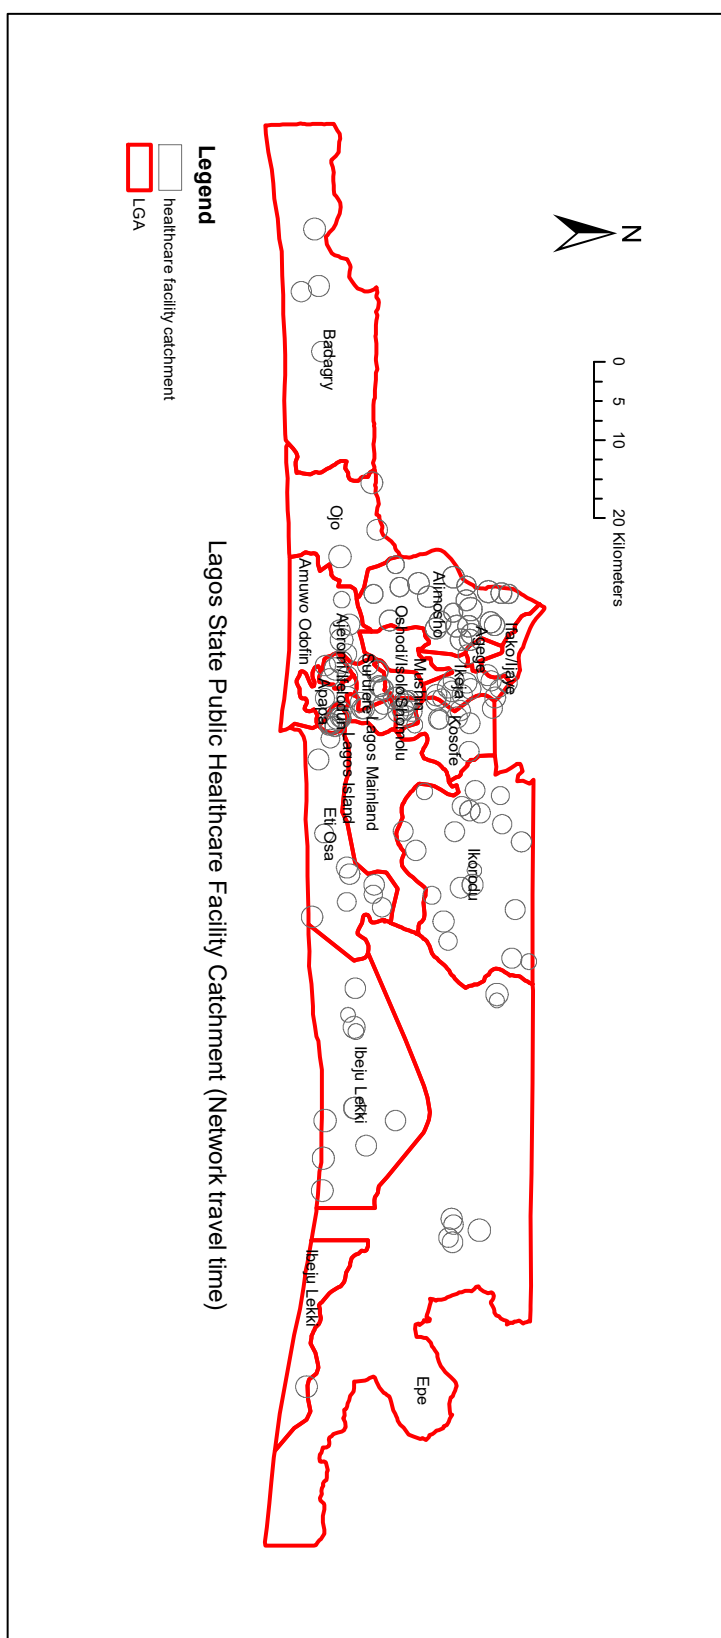 N
0 5 10 20 Kilometers
Ifako/Ijaye
Agege
Alimosho
Ikeja
Kosofe
Ikorodu
Mushin
Oshodi/Isolo
Shomolu
Surulere
Lagos Mainland
Ajeromi/Ifelodun
Lagos Island
Badagry
Ojo
Amuwo Odofin
Apapa
Eti Osa
Ibeju Lekki
Ibeju Lekki
Epe
Lagos State Public Healthcare Facility Catchment (Network travel time)
Legend
healthcare facility catchment
LGA